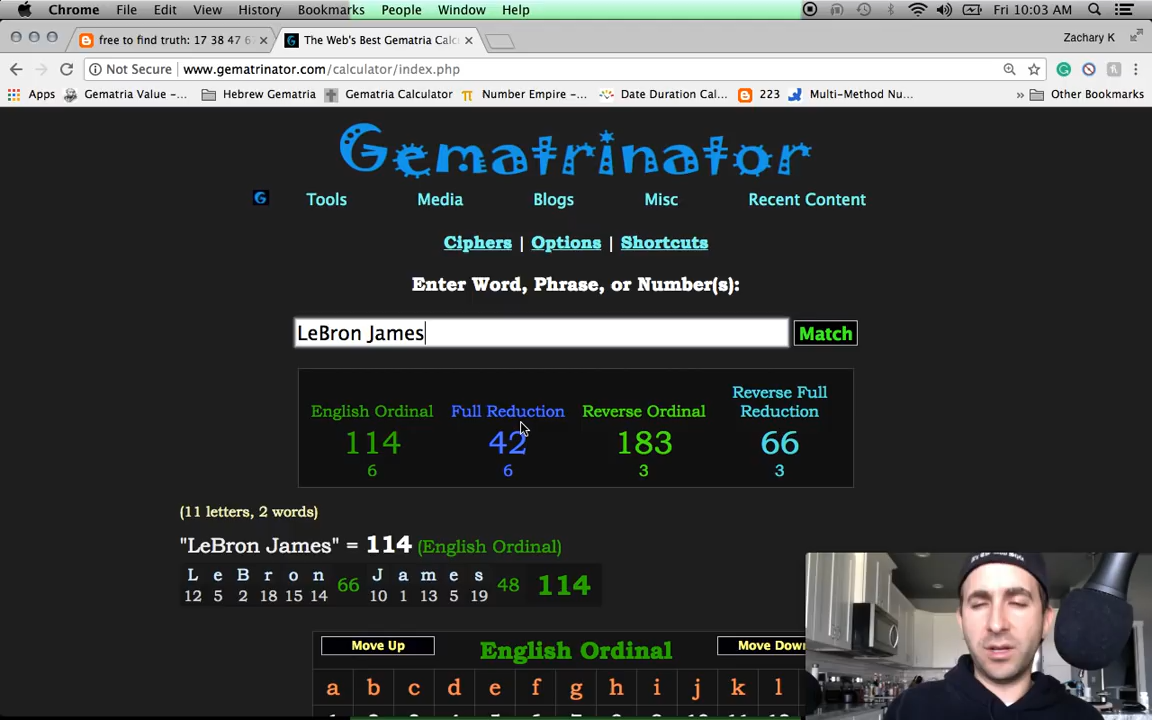 Chrome File Edit View History Bookmarks People Window Help Fri 10:03 AM
free to find truth: 17 38 47 6 The Web's Best Gematria Calc Zachary K
Not Secure www.gematrinator.com/calculator/index.php
Apps Gematria Value -... Hebrew Gematria Gematria Calculator Number Empire -... Date Duration Cal... 223 Multi-Method Nu... » Other Bookmarks
Gematrinator
Tools Media Blogs Misc Recent Content
Ciphers | Options | Shortcuts
Enter Word, Phrase, or Number(s):
LeBron James Match
English Ordinal Full Reduction Reverse Ordinal Reverse Full Reduction
114 42 183 66
6 6 3 3
(11 letters, 2 words)
"LeBron James" = 114 (English Ordinal)
L e B r o n 66 J a m e s 48 114
12 5 2 18 15 14 10 1 13 5 19
Move Up English Ordinal Move Down
a b c d e f g h i j k l